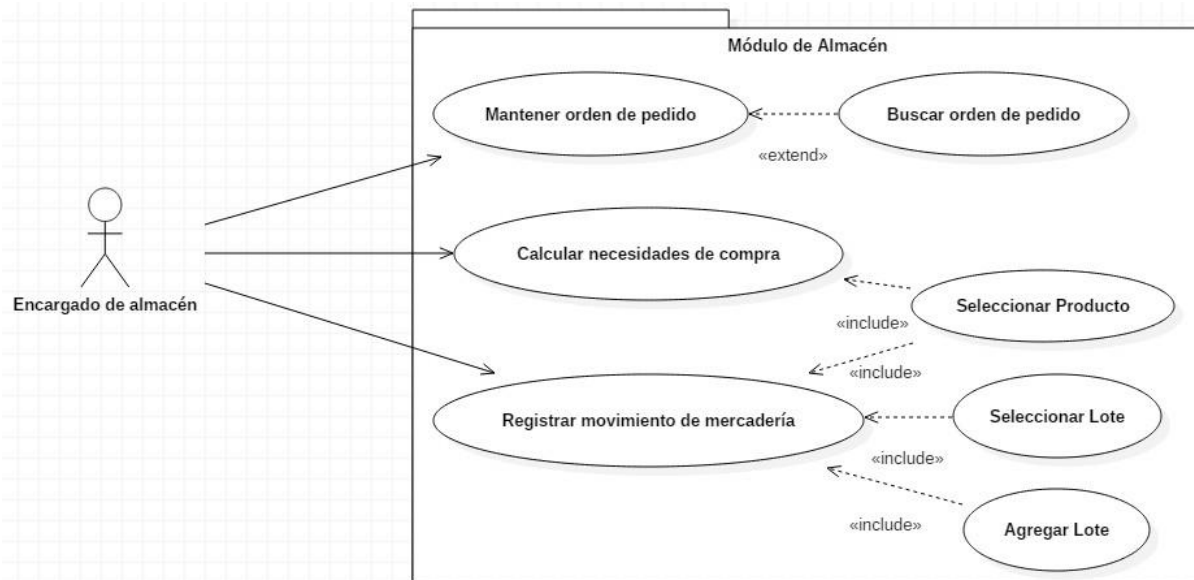 Módulo de Almacén
Mantener orden de pedido
Buscar orden de pedido
«extend»
Calcular necesidades de compra
Encargado de almacén
Seleccionar Producto
«include»
«include»
Registrar movimiento de mercadería
Seleccionar Lote
«include»
«include»
Agregar Lote